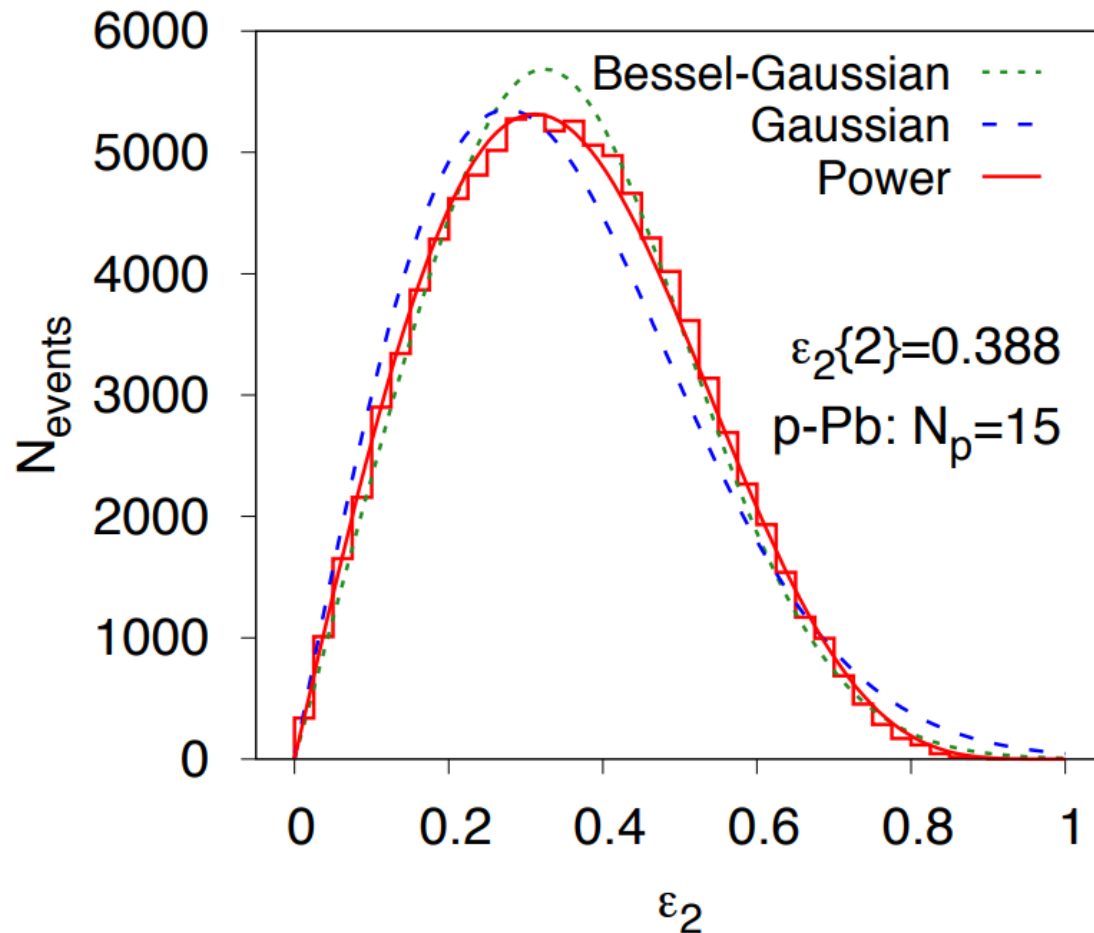 6000
5000
4000
3000
2000
1000
0
N_events
Bessel-Gaussian
Gaussian
Power
ε₂{2}=0.388
p-Pb: Nₚ=15
0 0.2 0.4 0.6 0.8 1
ε₂